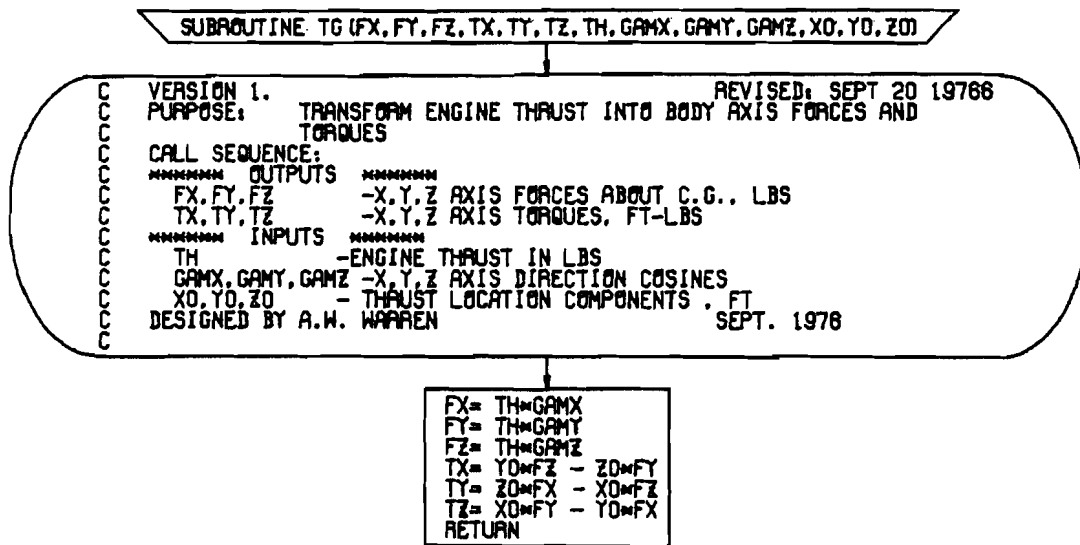 SUBROUTINE TG (FX,FY,FZ,TX,TY,TZ,TH,GAMX,GAMY,GAMZ,XO,YO,ZO)
C VERSION 1. REVISED: SEPT 20 19766
C PURPOSE: TRANSFORM ENGINE THRUST INTO BODY AXIS FORCES AND
C TORQUES
C CALL SEQUENCE:
C ****** OUTPUTS ******
C FX,FY,FZ -X,Y,Z AXIS FORCES ABOUT C.G., LBS
C TX,TY,TZ -X,Y,Z AXIS TORQUES, FT-LBS
C ****** INPUTS ******
C TH -ENGINE THRUST IN LBS
C GAMX,GAMY,GAMZ -X,Y,Z AXIS DIRECTION COSINES
C XO,YO,ZO - THRUST LOCATION COMPONENTS , FT
C DESIGNED BY A.W. WARREN SEPT. 1976
C
FX= TH*GAMX
FY= TH*GAMY
FZ= TH*GAMZ
TX= YO*FZ - ZO*FY
TY= ZO*FX - XO*FZ
TZ= XO*FY - YO*FX
RETURN